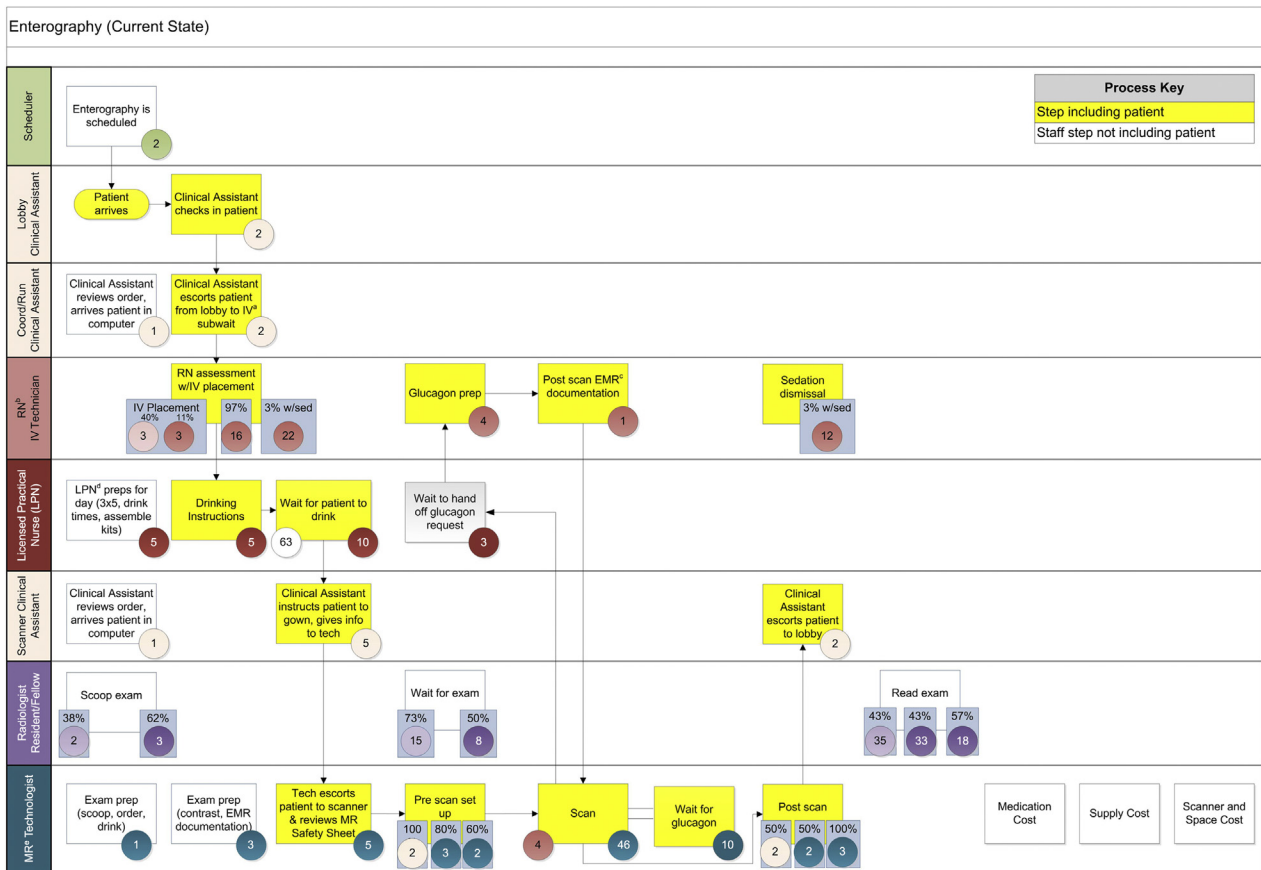 Enterography (Current State)
Process Key
Step including patient
Staff step not including patient
Scheduler
Enterography is
scheduled
2
Lobby
Clinical Assistant
Patient
arrives
Clinical Assistant
checks in patient
2
Coord/Run
Clinical Assistant
Clinical Assistant
reviews order,
arrives patient in
computer
1
Clinical Assistant
escorts patient
from lobby to IVᵃ
subwait
2
RNᵇ
IV Technician
RN assessment
w/IV placement
IV Placement
40%
11%
3
3
97%
16
3% w/sed
22
Glucagon prep
4
Post scan EMRᶜ
documentation
1
Sedation
dismissal
3% w/sed
12
Licensed Practical
Nurse (LPN)
LPNᵈ preps for
day (3x5, drink
times, assemble
kits)
5
Drinking
Instructions
5
Wait for patient to
drink
63
10
Wait to hand
off glucagon
request
3
Scanner Clinical
Assistant
Clinical Assistant
reviews order,
arrives patient in
computer
1
Clinical Assistant
instructs patient to
gown, gives info
to tech
5
Clinical
Assistant
escorts patient
to lobby
2
Radiologist
Resident/Fellow
Scoop exam
38%
2
62%
3
Wait for exam
73%
15
50%
8
Read exam
43%
35
43%
33
57%
18
MRᵉ Technologist
Exam prep
(scoop, order,
drink)
1
Exam prep
(contrast, EMR
documentation)
3
Tech escorts
patient to scanner
& reviews MR
Safety Sheet
5
Pre scan set
up
100
2
80%
3
60%
2
Scan
4
46
Wait for
glucagon
10
Post scan
50%
2
50%
2
100%
3
Medication
Cost
Supply Cost
Scanner and
Space Cost